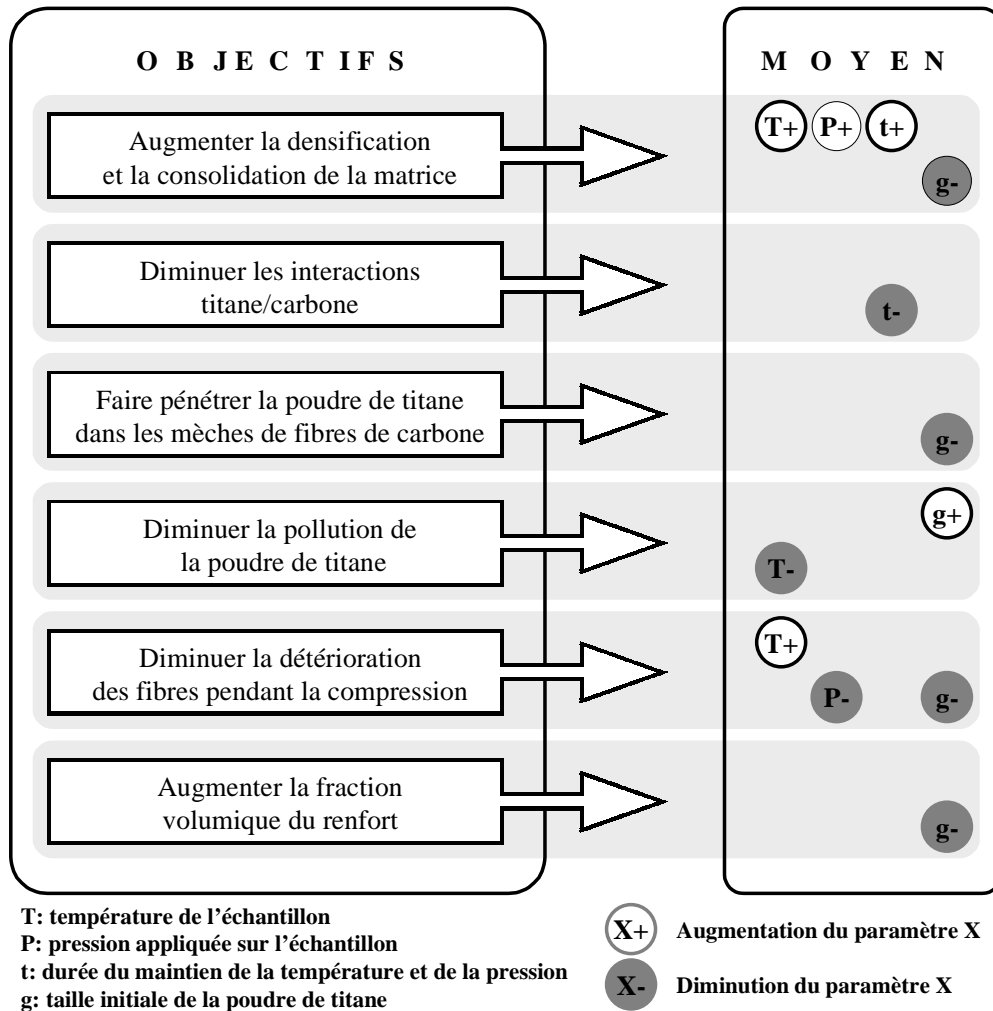 O B J E C T I F S
M O Y E N
Augmenter la densification
et la consolidation de la matrice
T+ P+ t+
g-
Diminuer les interactions
titane/carbone
t-
Faire pénétrer la poudre de titane
dans les mèches de fibres de carbone
g-
Diminuer la pollution de
la poudre de titane
g+
T-
Diminuer la détérioration
des fibres pendant la compression
T+
P- g-
Augmenter la fraction
volumique du renfort
g-
T: température de l’échantillon
P: pression appliquée sur l’échantillon
t: durée du maintien de la température et de la pression
g: taille initiale de la poudre de titane
X+ Augmentation du paramètre X
X- Diminution du paramètre X